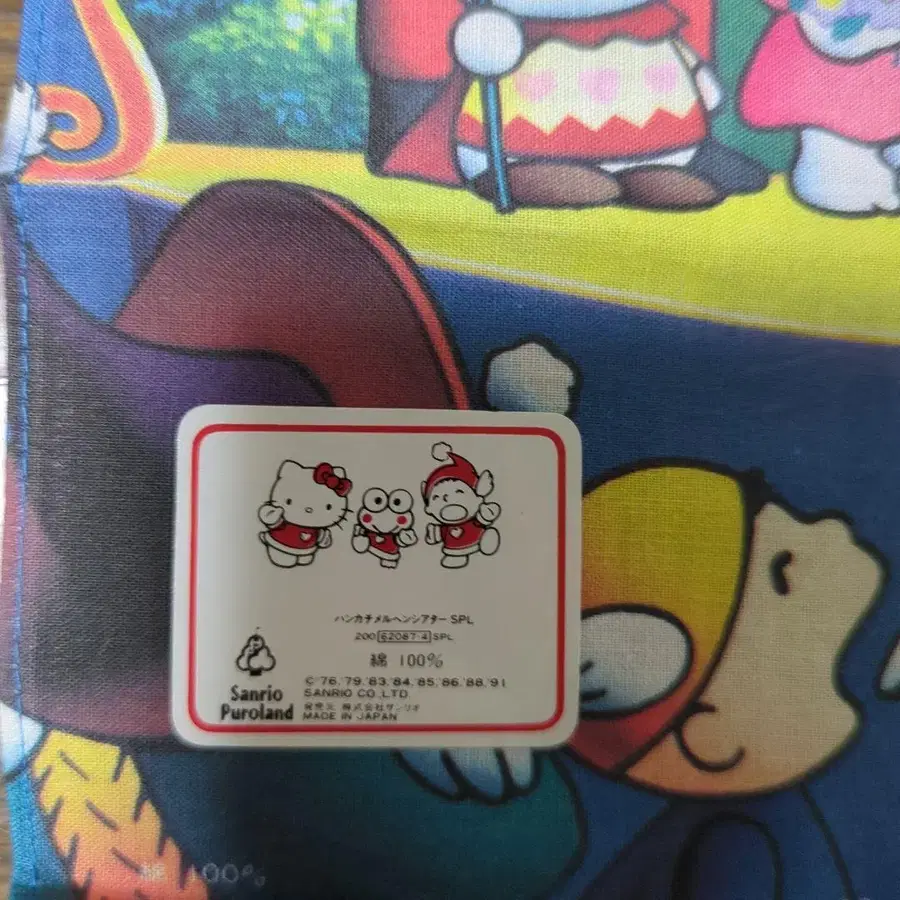 ハンカチメルヘンシアター SPL
200 62087-4 SPL
綿 100%
Sanrio
Puroland
©'76,'79,'83,'84,'85,'86,'88,'91
SANRIO CO.,LTD.
発売元 株式会社サンリオ
MADE IN JAPAN
綿 100%